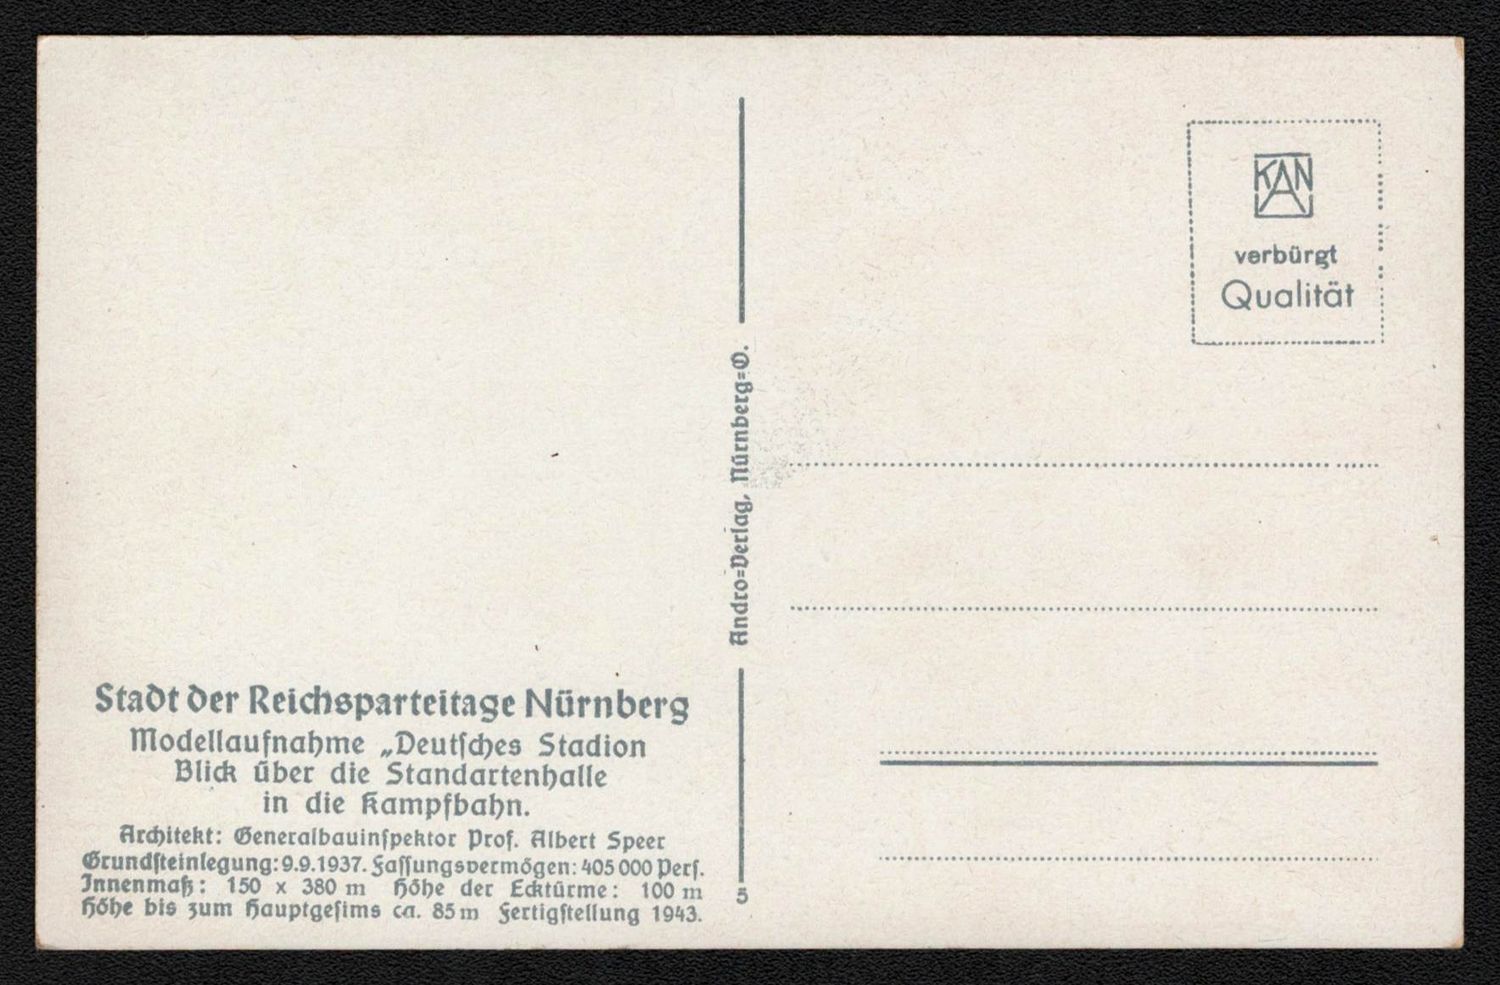 KAN
verbürgt
Qualität
Andro=Verlag, Nürnberg=O.
Stadt der Reichsparteitage Nürnberg
Modellaufnahme „Deutſches Stadion
Blick über die Standartenhalle
in die Kampfbahn.
Architekt: Generalbauinſpektor Prof. Albert Speer
Grundſteinlegung: 9.9.1937. Faſſungsvermögen: 405 000 Perſ.
Innenmaß: 150 x 380 m Höhe der Ecktürme: 100 m
Höhe bis zum Hauptgeſims ca. 85 m Fertigſtellung 1943.
5